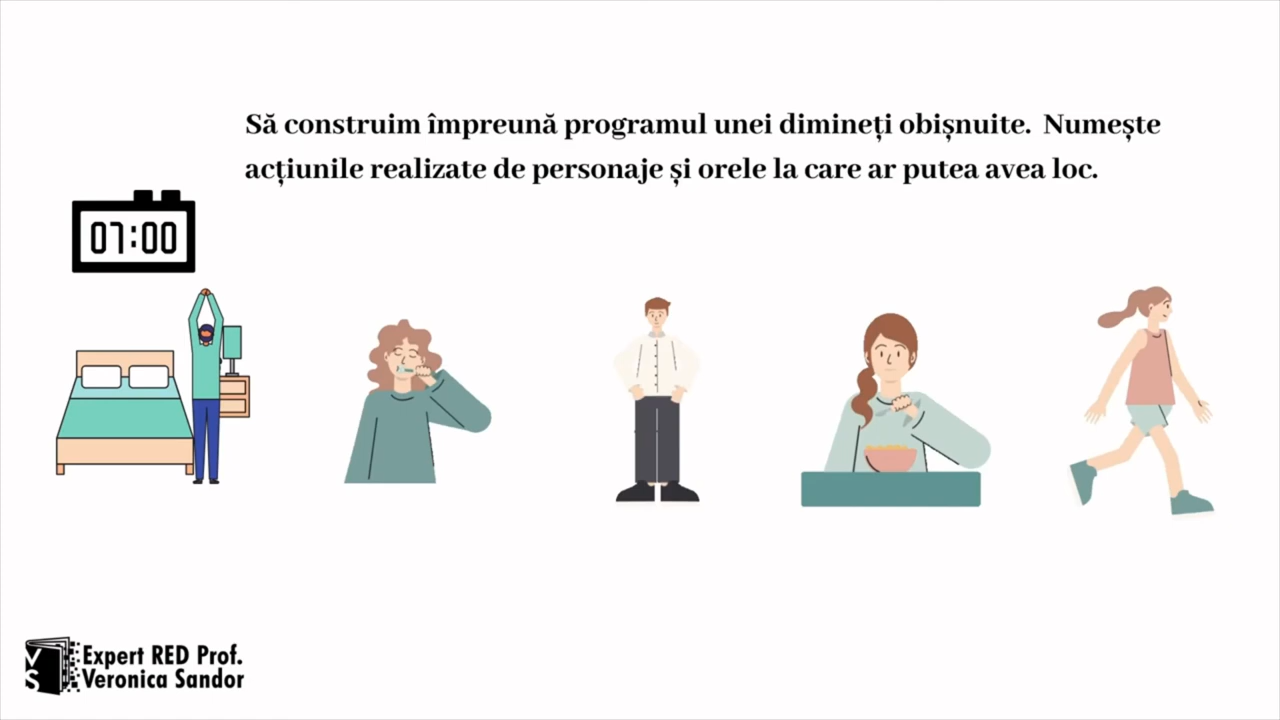 Să construim împreună programul unei dimineți obișnuite. Numește
acțiunile realizate de personaje și orele la care ar putea avea loc.
07:00
VS
Expert RED Prof.
Veronica Sandor